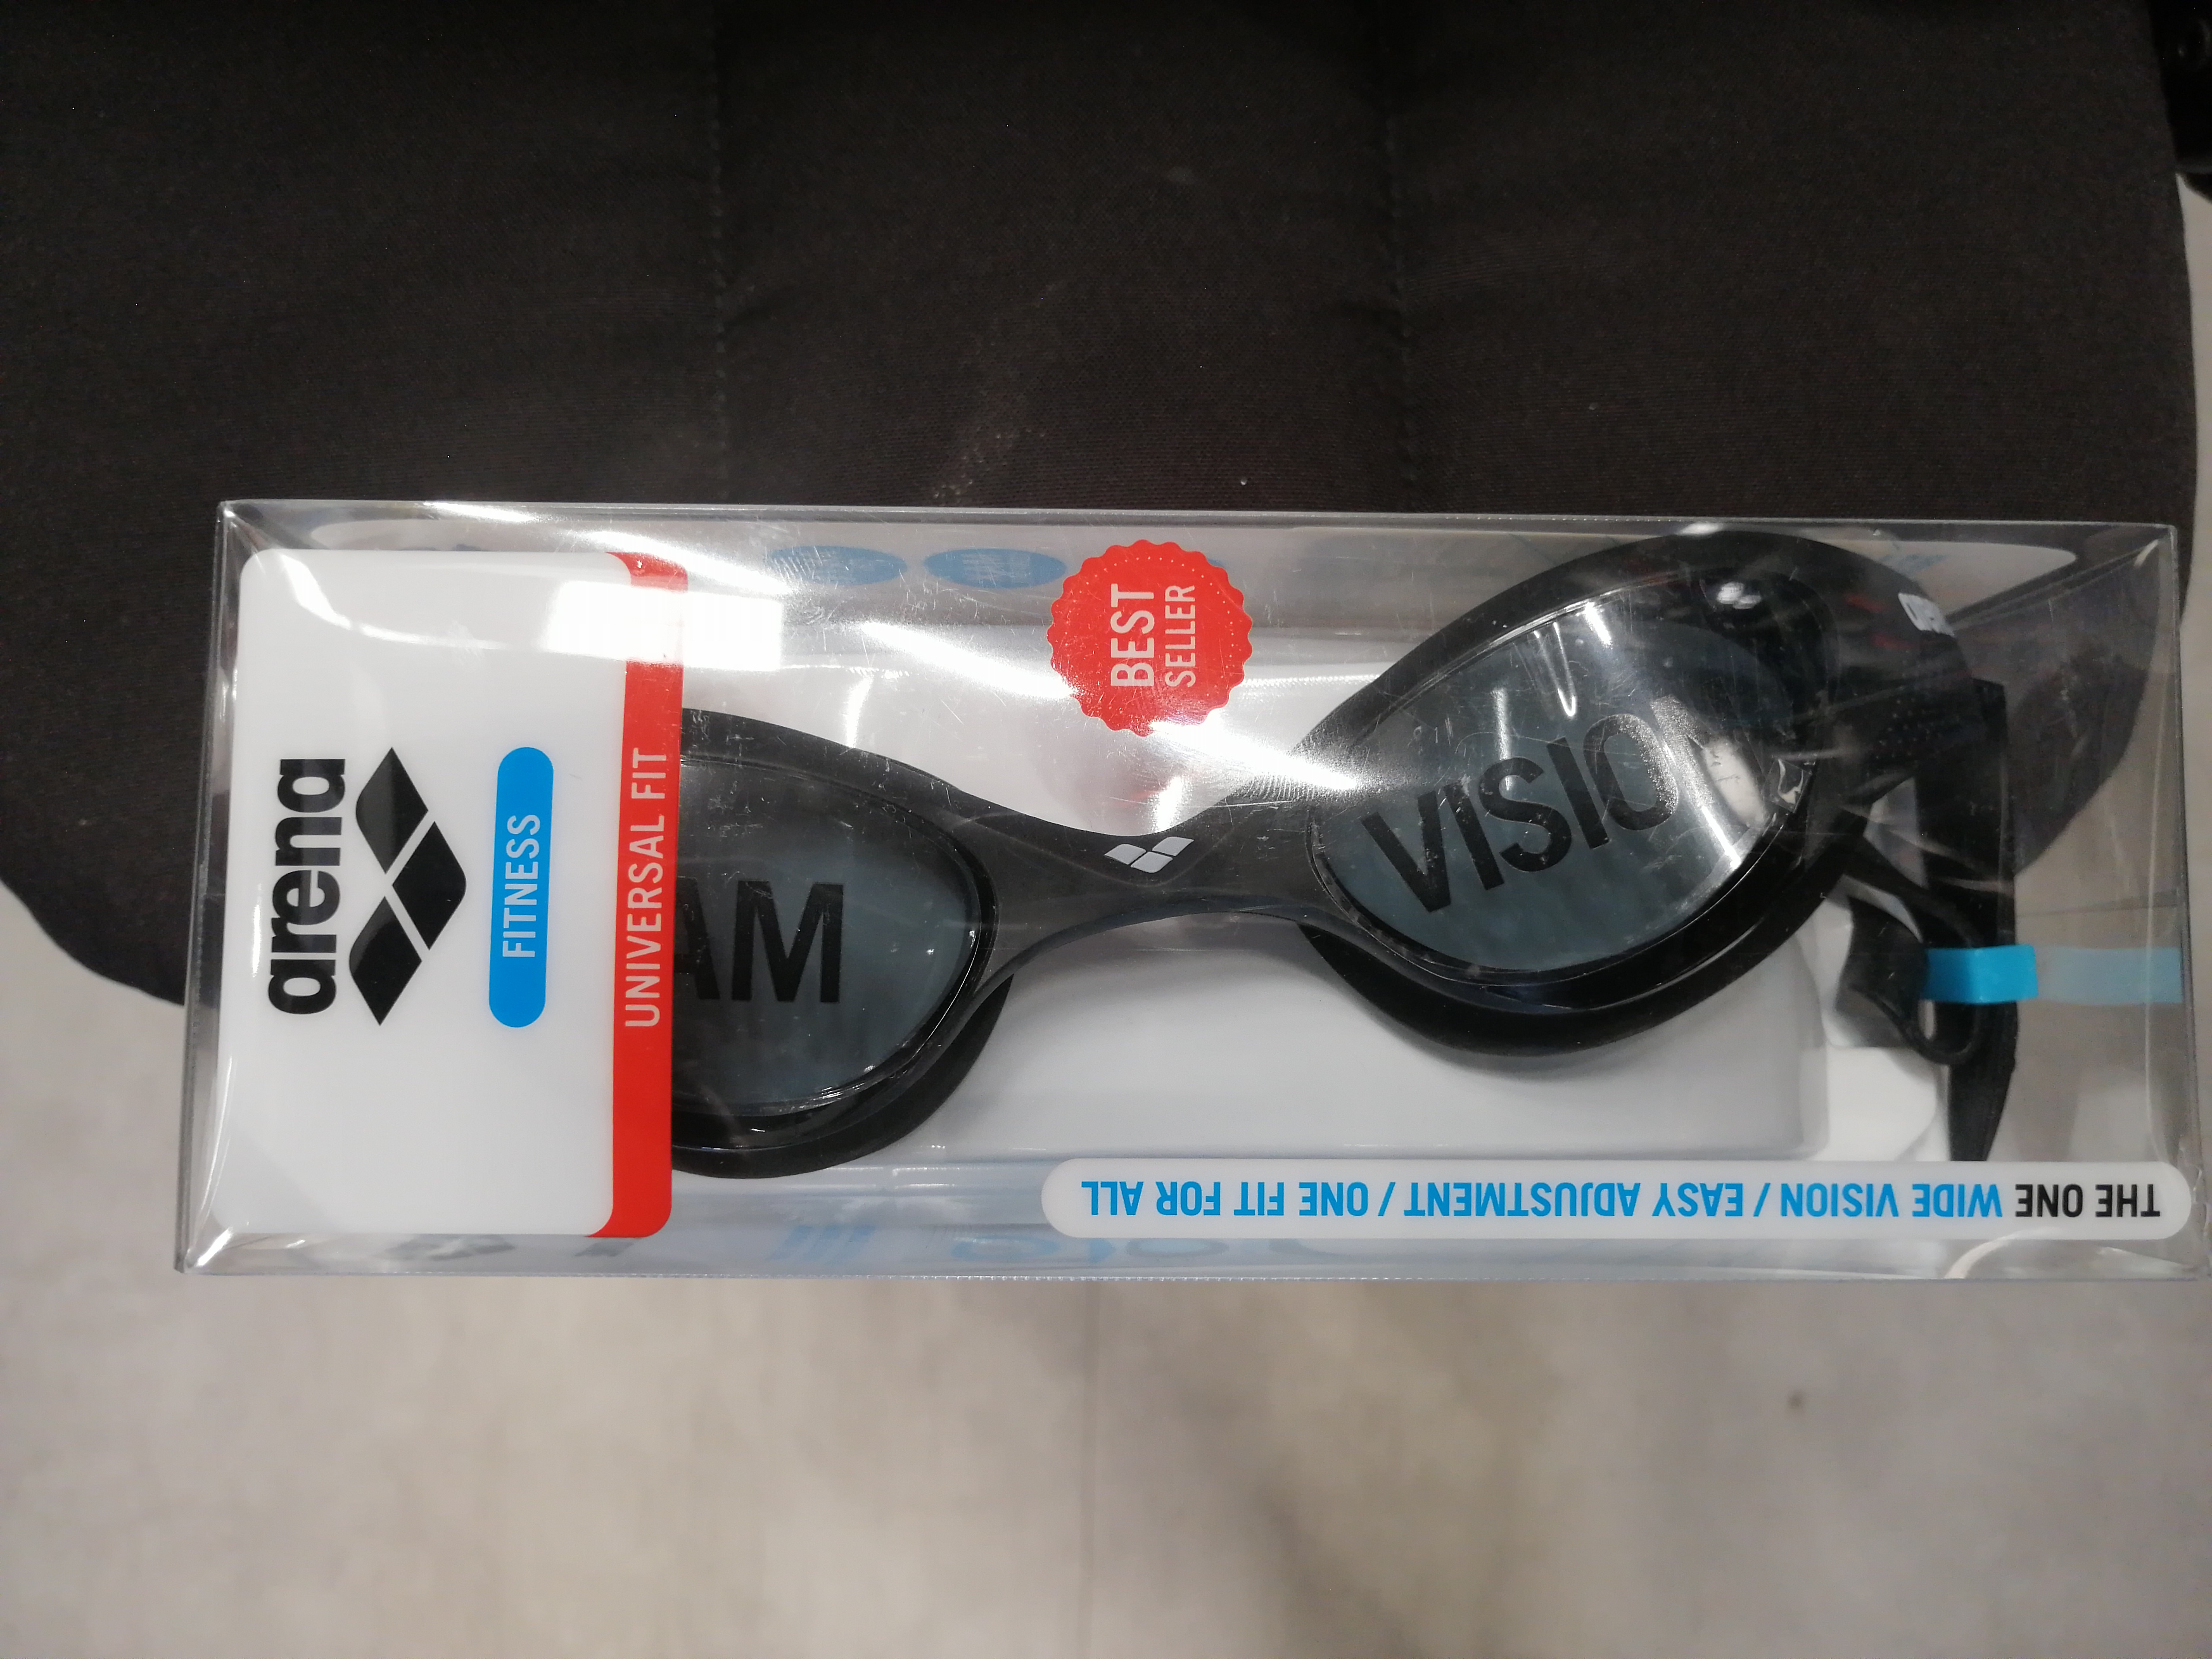 arena
FITNESS
UNIVERSAL FIT
BEST
SELLER
AM
VISIO
THE ONE WIDE VISION / EASY ADJUSTMENT / ONE FIT FOR ALL